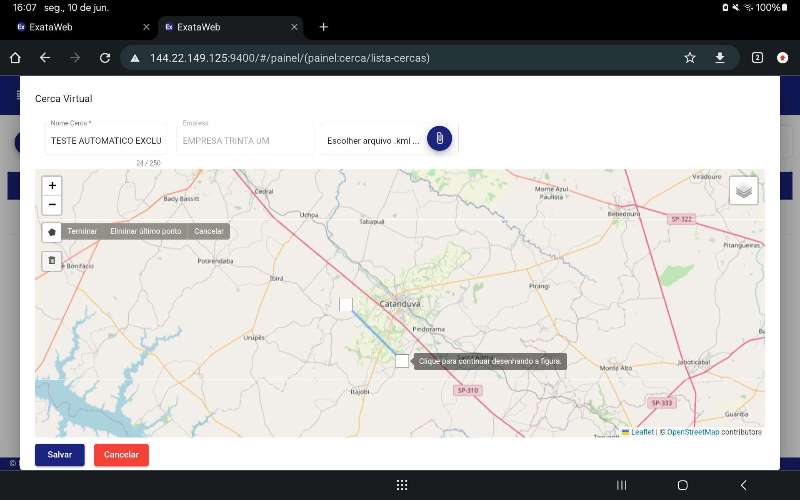 16:07 seg., 10 de jun. 100%
ExataWeb ExataWeb
144.22.149.125:9400/#/painel/(painel:cerca/lista-cercas) 2
Cerca Virtual
Nome Cerca * Empresa
TESTE AUTOMATICO EXCLU EMPRESA TRINTA UM Escolher arquivo .kml ...
24 / 250
+
−
Viradouro
Monte Azul Paulista
Cedral
Bady Bassitt
Uchpa
Tabapuã
Bebedouro
SP-322
Terminar Eliminar último ponto Cancelar
Pitangueiras
Potirendaba
e Bonifácio
Ibirá
Pirangi
Catanduva
Pindorama
Urupês
Clique para continuar desenhando a figura.
Monte Alto
Jaboticabal
Itajobi
SP-310
SP-333
Guariba
Leaflet | © OpenStreetMap contributors
Salvar Cancelar